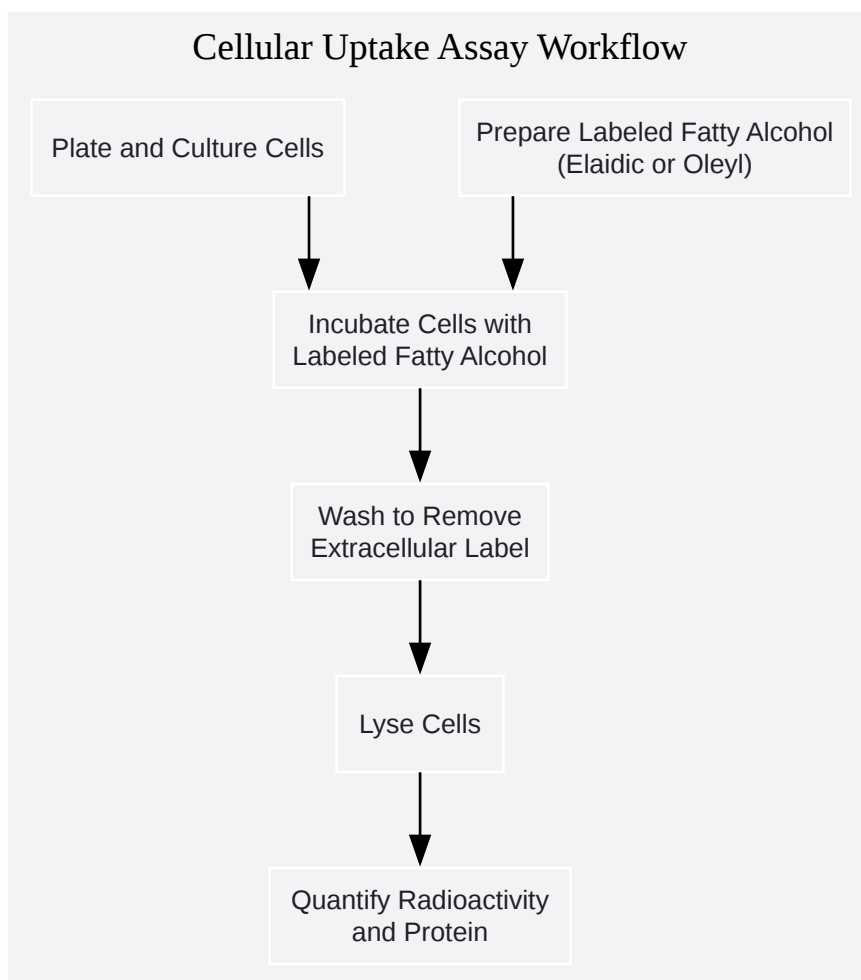 Cellular Uptake Assay Workflow
Plate and Culture Cells
Prepare Labeled Fatty Alcohol
(Elaidic or Oleyl)
Incubate Cells with
Labeled Fatty Alcohol
Wash to Remove
Extracellular Label
Lyse Cells
Quantify Radioactivity
and Protein